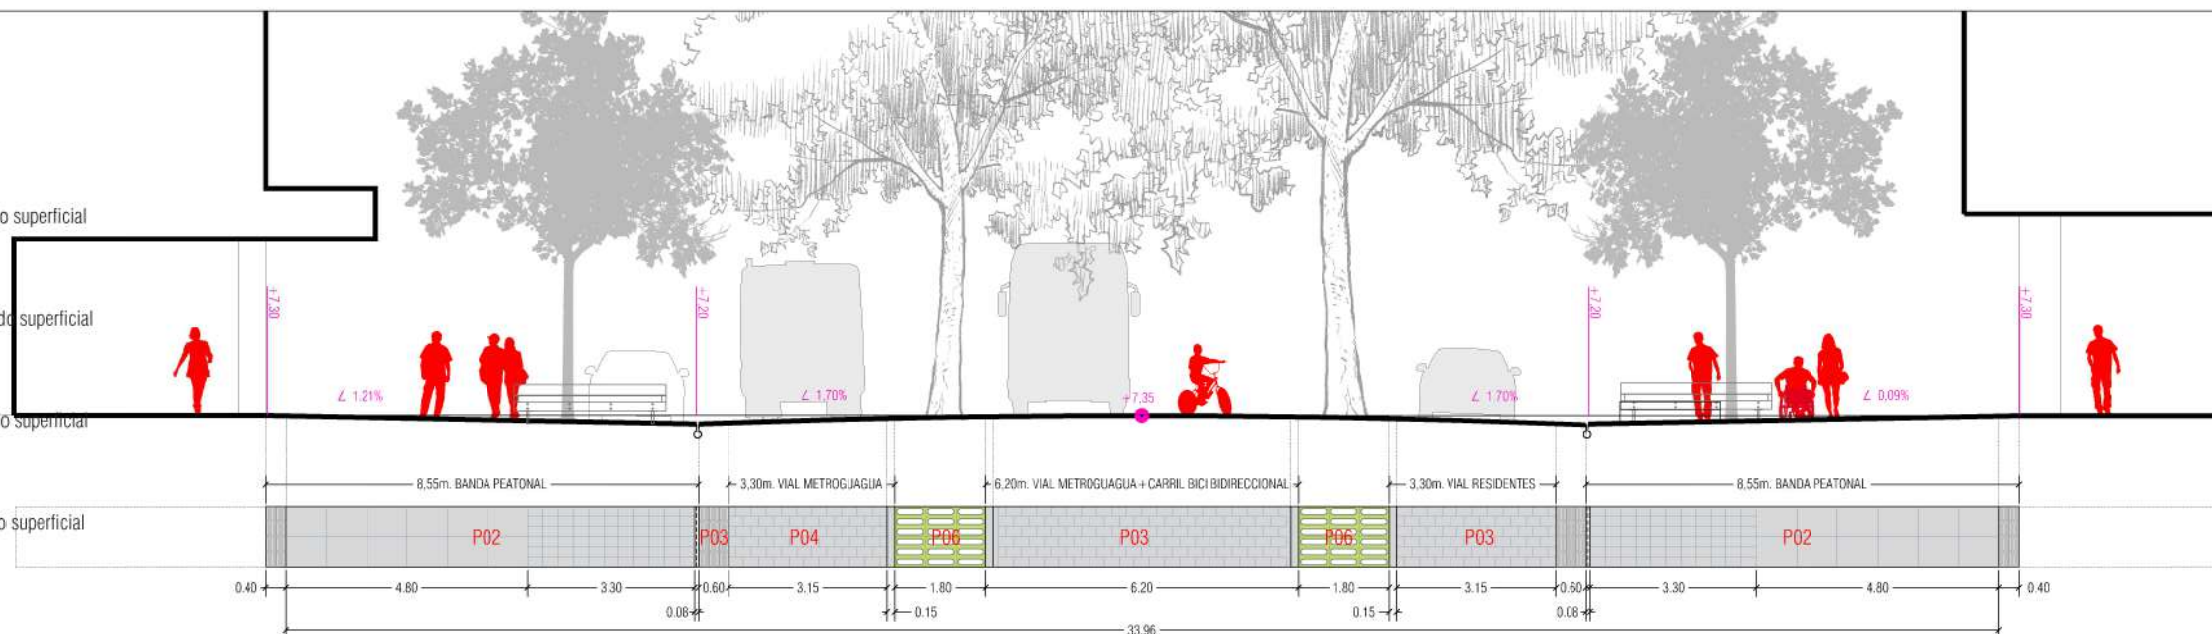 o superficial
do superficial
o superficial
o superficial
+7,30
+7,20
+7,20
+7,30
∠ 1.21%
∠ 1,70%
+7,35
∠ 1.70%
∠ 0,09%
8,55m. BANDA PEATONAL
3,30m. VIAL METROGUAGUA
6,20m. VIAL METROGUAGUA + CARRIL BICI BIDIRECCIONAL
3,30m. VIAL RESIDENTES
8,55m. BANDA PEATONAL
P02 P03 P04 P06 P03 P06 P03 P02
0.40 4.80 3.30 0.60 3.15 1.80 6.20 1.80 3.15 0.60 3.30 4.80 0.40
0.08 0.15 0.15 0.08
33.96